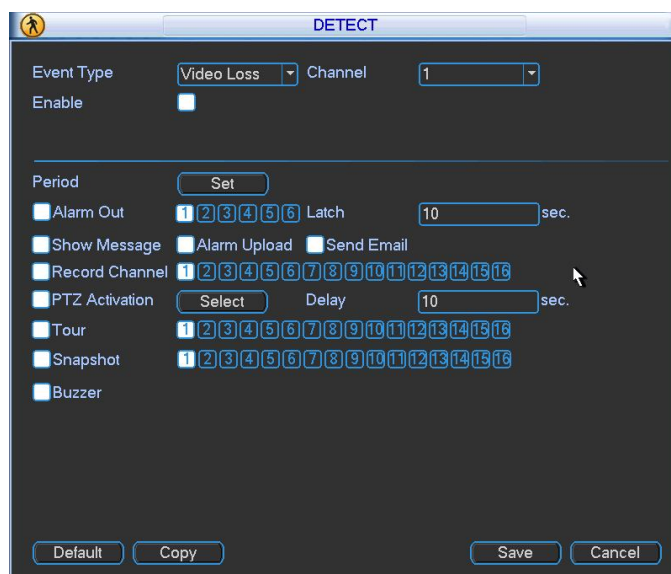 DETECT
Event Type Video Loss Channel 1
Enable
Period Set
Alarm Out 1 2 3 4 5 6 Latch 10 sec.
Show Message Alarm Upload Send Email
Record Channel 1 2 3 4 5 6 7 8 9 10 11 12 13 14 15 16
PTZ Activation Select Delay 10 sec.
Tour 1 2 3 4 5 6 7 8 9 10 11 12 13 14 15 16
Snapshot 1 2 3 4 5 6 7 8 9 10 11 12 13 14 15 16
Buzzer
Default Copy Save Cancel